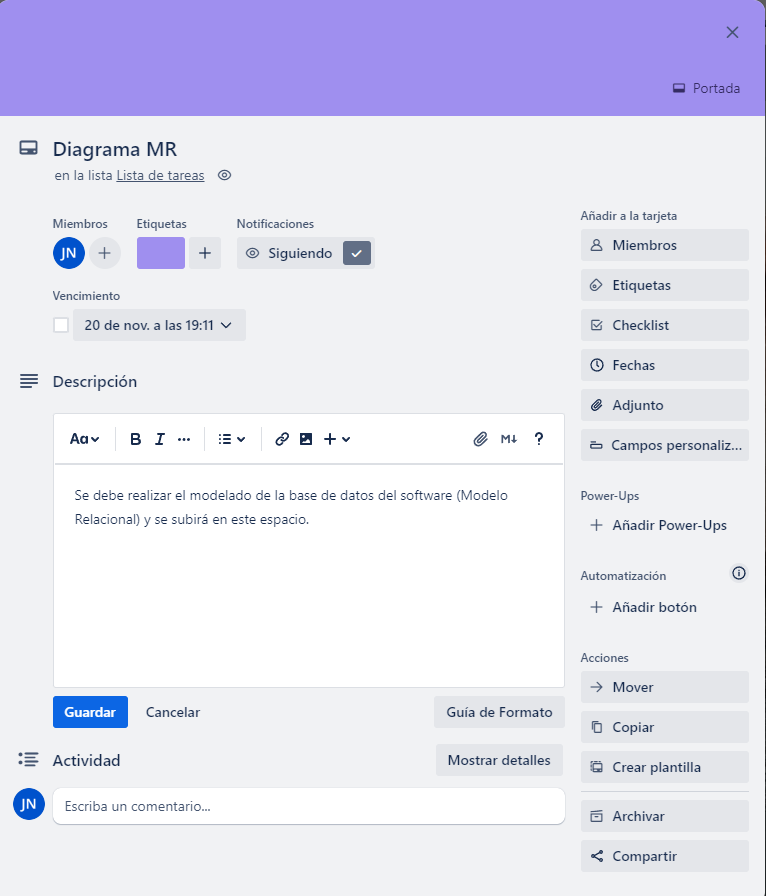 Portada
Diagrama MR
en la lista Lista de tareas
Miembros
Etiquetas
Notificaciones
JN
Siguiendo
Vencimiento
20 de nov. a las 19:11
Descripción
Aa
B
I
M↓
?
Se debe realizar el modelado de la base de datos del software (Modelo
Relacional) y se subirá en este espacio.
Guardar
Cancelar
Guía de Formato
Actividad
Mostrar detalles
JN
Escriba un comentario...
Añadir a la tarjeta
Miembros
Etiquetas
Checklist
Fechas
Adjunto
Campos personaliz...
Power-Ups
Añadir Power-Ups
Automatización
Añadir botón
Acciones
Mover
Copiar
Crear plantilla
Archivar
Compartir